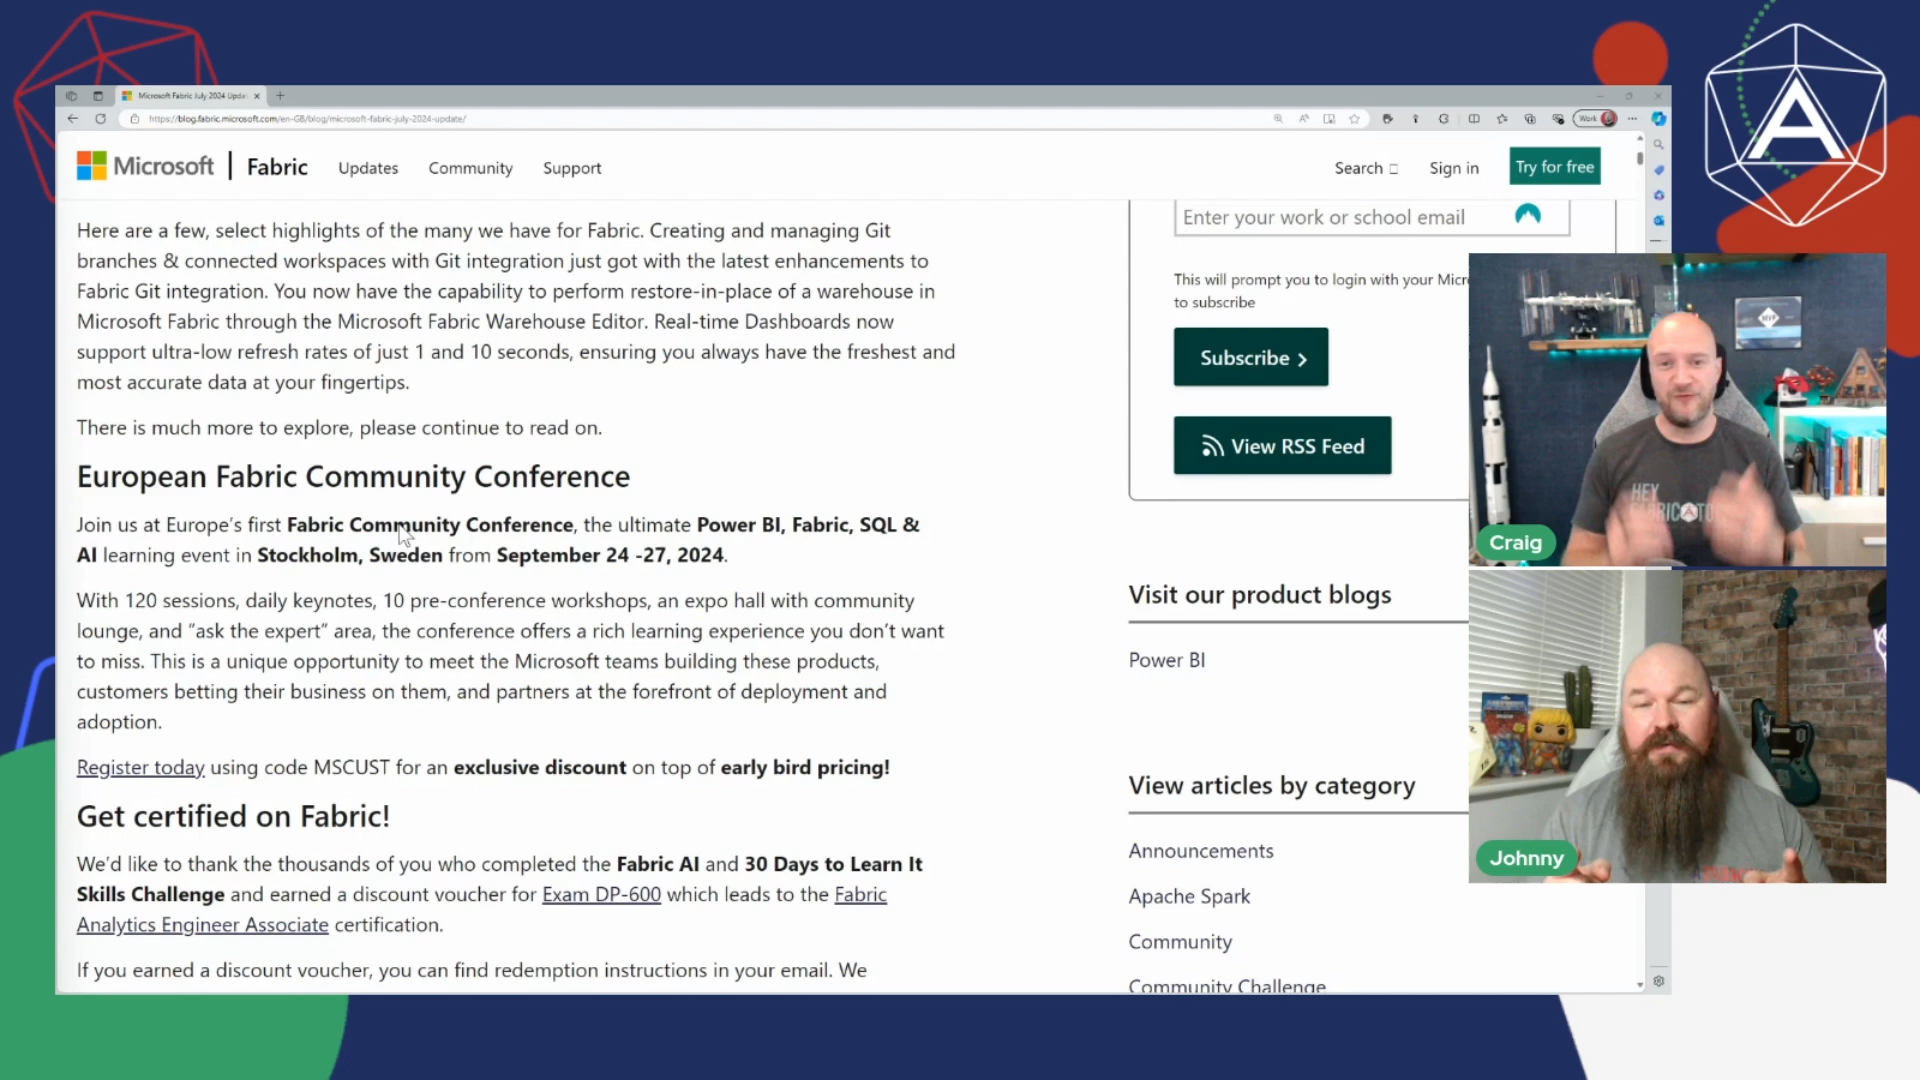 Microsoft Fabric July 2024 Upda
https://blog.fabric.microsoft.com/en-GB/blog/microsoft-fabric-july-2024-update/
Work
Microsoft | Fabric Updates Community Support
Search Sign in Try for free
Here are a few, select highlights of the many we have for Fabric. Creating and managing Git
branches & connected workspaces with Git integration just got with the latest enhancements to
Fabric Git integration. You now have the capability to perform restore-in-place of a warehouse in
Microsoft Fabric through the Microsoft Fabric Warehouse Editor. Real-time Dashboards now
support ultra-low refresh rates of just 1 and 10 seconds, ensuring you always have the freshest and
most accurate data at your fingertips.
There is much more to explore, please continue to read on.
European Fabric Community Conference
Join us at Europe's first Fabric Community Conference, the ultimate Power BI, Fabric, SQL &
AI learning event in Stockholm, Sweden from September 24 -27, 2024.
With 120 sessions, daily keynotes, 10 pre-conference workshops, an expo hall with community
lounge, and "ask the expert" area, the conference offers a rich learning experience you don't want
to miss. This is a unique opportunity to meet the Microsoft teams building these products,
customers betting their business on them, and partners at the forefront of deployment and
adoption.
Register today using code MSCUST for an exclusive discount on top of early bird pricing!
Get certified on Fabric!
We'd like to thank the thousands of you who completed the Fabric AI and 30 Days to Learn It
Skills Challenge and earned a discount voucher for Exam DP-600 which leads to the Fabric
Analytics Engineer Associate certification.
If you earned a discount voucher, you can find redemption instructions in your email. We
Enter your work or school email
This will prompt you to login with your Micr
to subscribe
Subscribe
View RSS Feed
Visit our product blogs
Power BI
View articles by category
Announcements
Apache Spark
Community
Community Challenge
A
MVP
HEY
Craig
Johnny